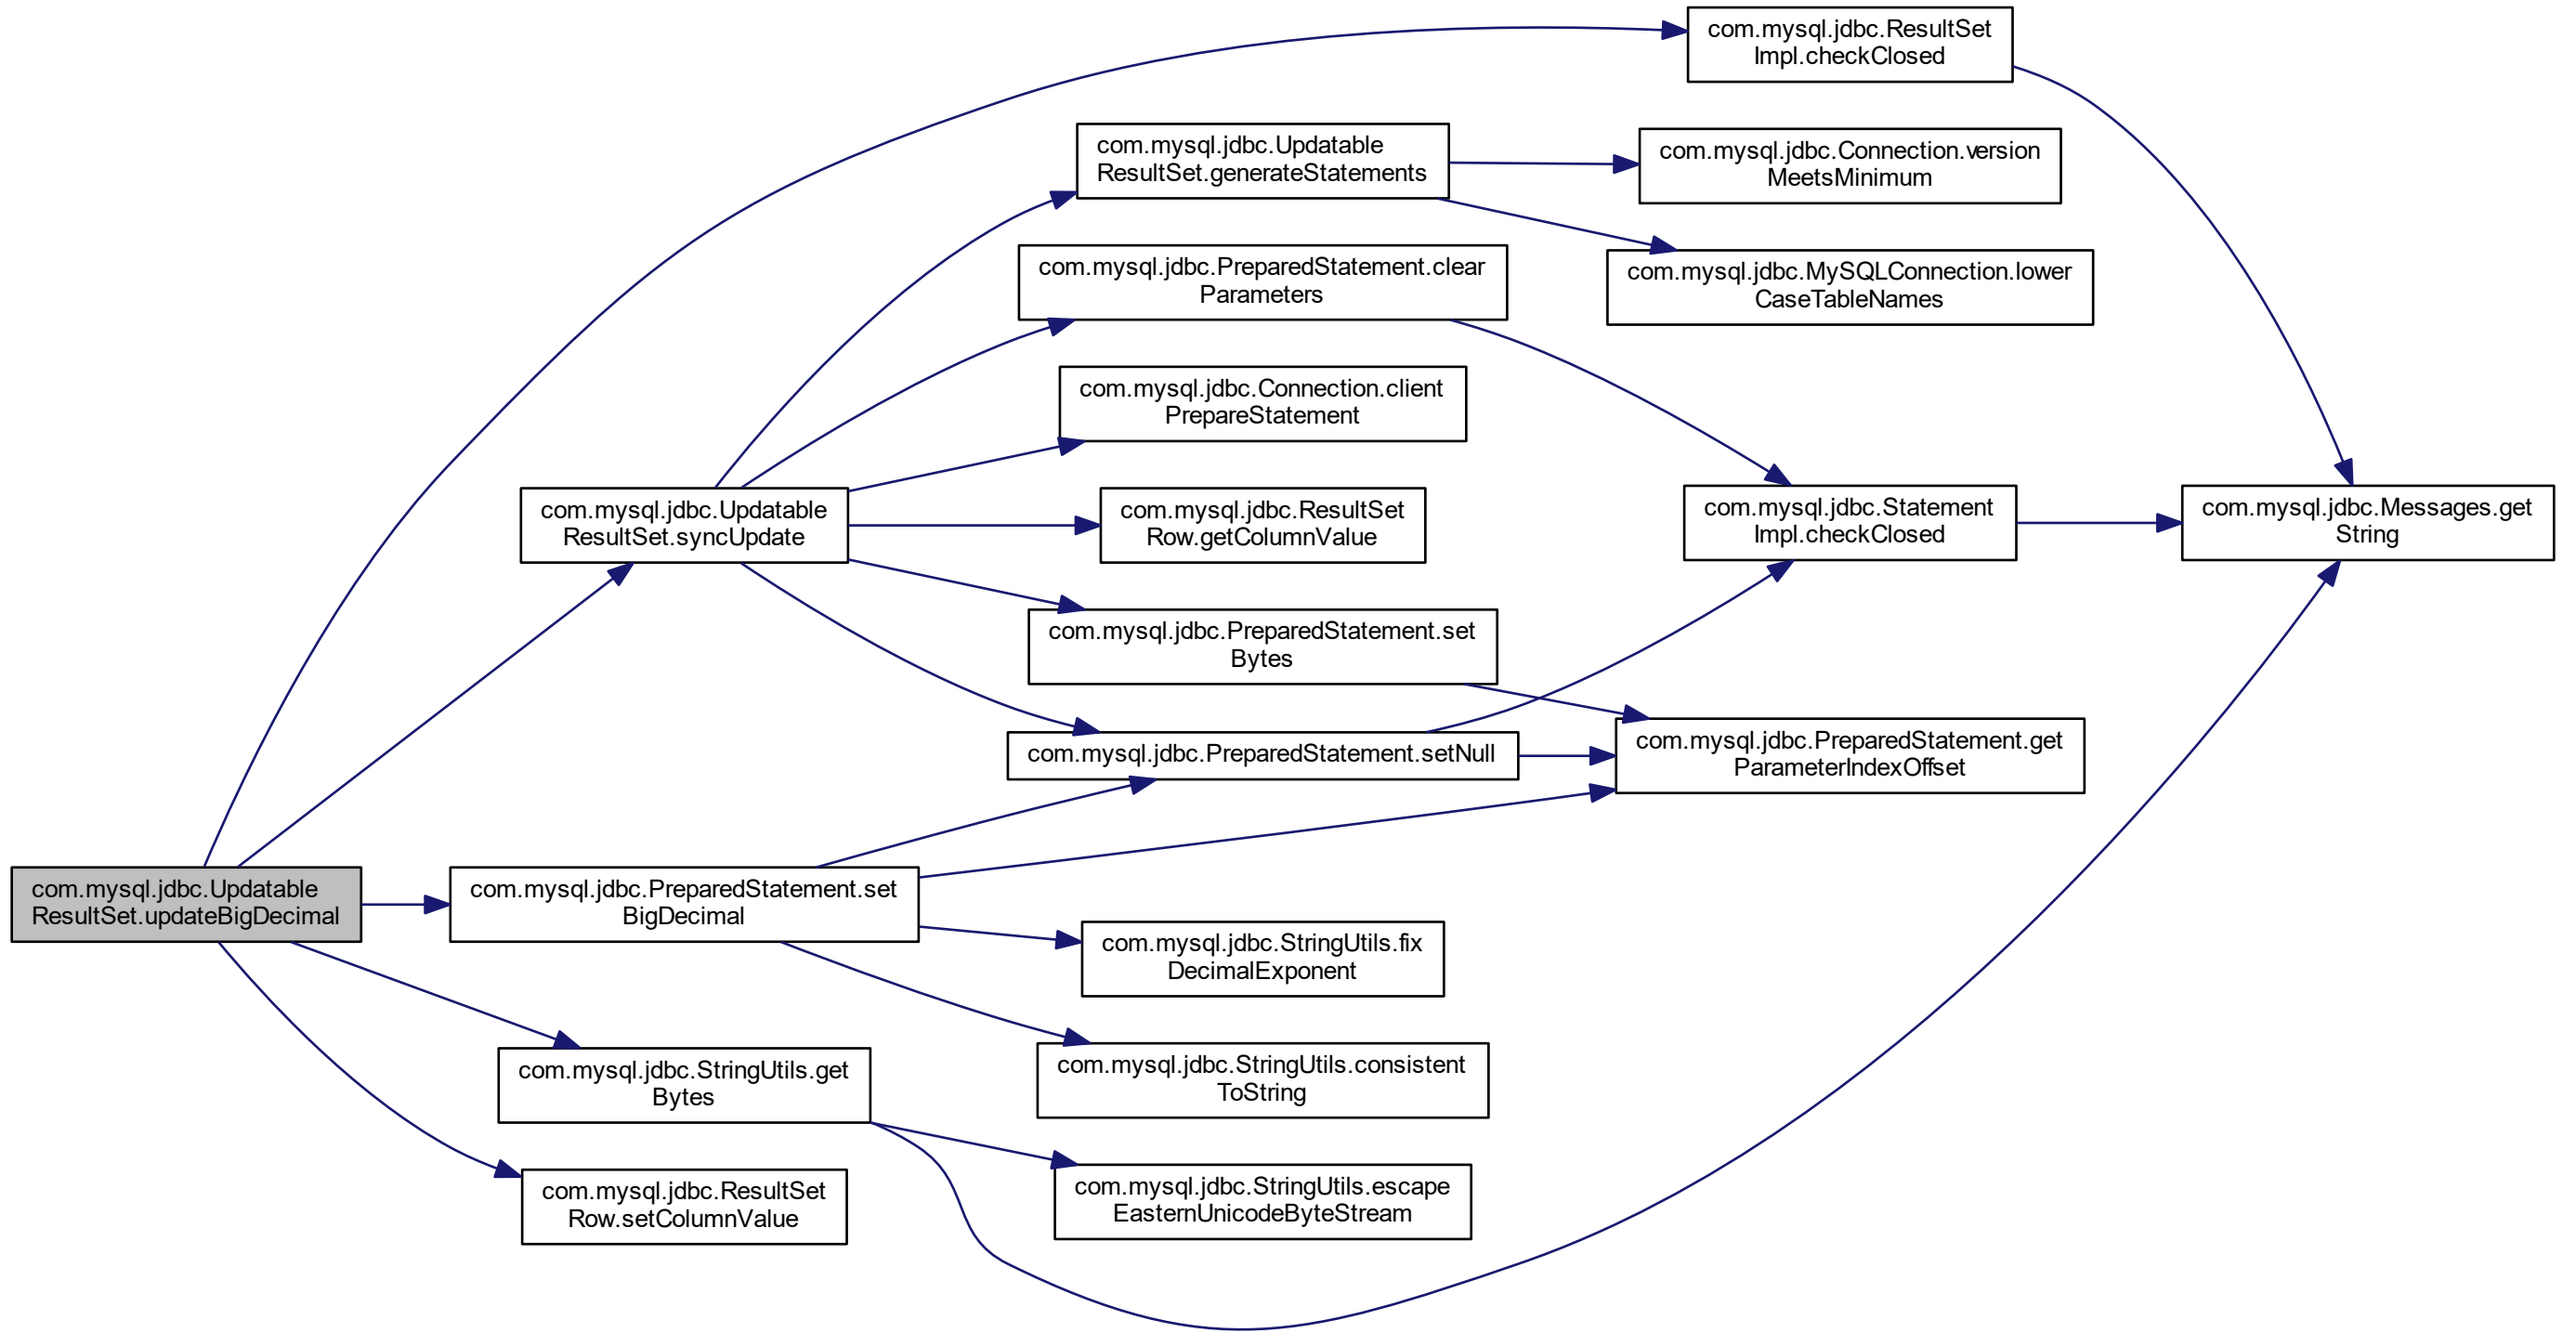 com.mysql.jdbc.ResultSet
Impl.checkClosed
com.mysql.jdbc.Updatable
ResultSet.generateStatements
com.mysql.jdbc.Connection.version
MeetsMinimum
com.mysql.jdbc.PreparedStatement.clear
Parameters
com.mysql.jdbc.MySQLConnection.lower
CaseTableNames
com.mysql.jdbc.Connection.client
PrepareStatement
com.mysql.jdbc.Updatable
ResultSet.syncUpdate
com.mysql.jdbc.ResultSet
Row.getColumnValue
com.mysql.jdbc.Statement
Impl.checkClosed
com.mysql.jdbc.Messages.get
String
com.mysql.jdbc.PreparedStatement.set
Bytes
com.mysql.jdbc.PreparedStatement.setNull
com.mysql.jdbc.PreparedStatement.get
ParameterIndexOffset
com.mysql.jdbc.Updatable
ResultSet.updateBigDecimal
com.mysql.jdbc.PreparedStatement.set
BigDecimal
com.mysql.jdbc.StringUtils.fix
DecimalExponent
com.mysql.jdbc.StringUtils.get
Bytes
com.mysql.jdbc.StringUtils.consistent
ToString
com.mysql.jdbc.ResultSet
Row.setColumnValue
com.mysql.jdbc.StringUtils.escape
EasternUnicodeByteStream